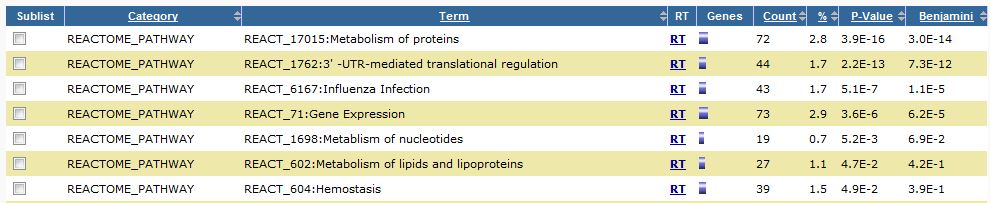 Sublist Category Term RT Genes Count % P-Value Benjamini
REACTOME_PATHWAY REACT_17015:Metabolism of proteins RT 72 2.8 3.9E-16 3.0E-14
REACTOME_PATHWAY REACT_1762:3' -UTR-mediated translational regulation RT 44 1.7 2.2E-13 7.3E-12
REACTOME_PATHWAY REACT_6167:Influenza Infection RT 43 1.7 5.1E-7 1.1E-5
REACTOME_PATHWAY REACT_71:Gene Expression RT 73 2.9 3.6E-6 6.2E-5
REACTOME_PATHWAY REACT_1698:Metablism of nucleotides RT 19 0.7 5.2E-3 6.9E-2
REACTOME_PATHWAY REACT_602:Metabolism of lipids and lipoproteins RT 27 1.1 4.7E-2 4.2E-1
REACTOME_PATHWAY REACT_604:Hemostasis RT 39 1.5 4.9E-2 3.9E-1